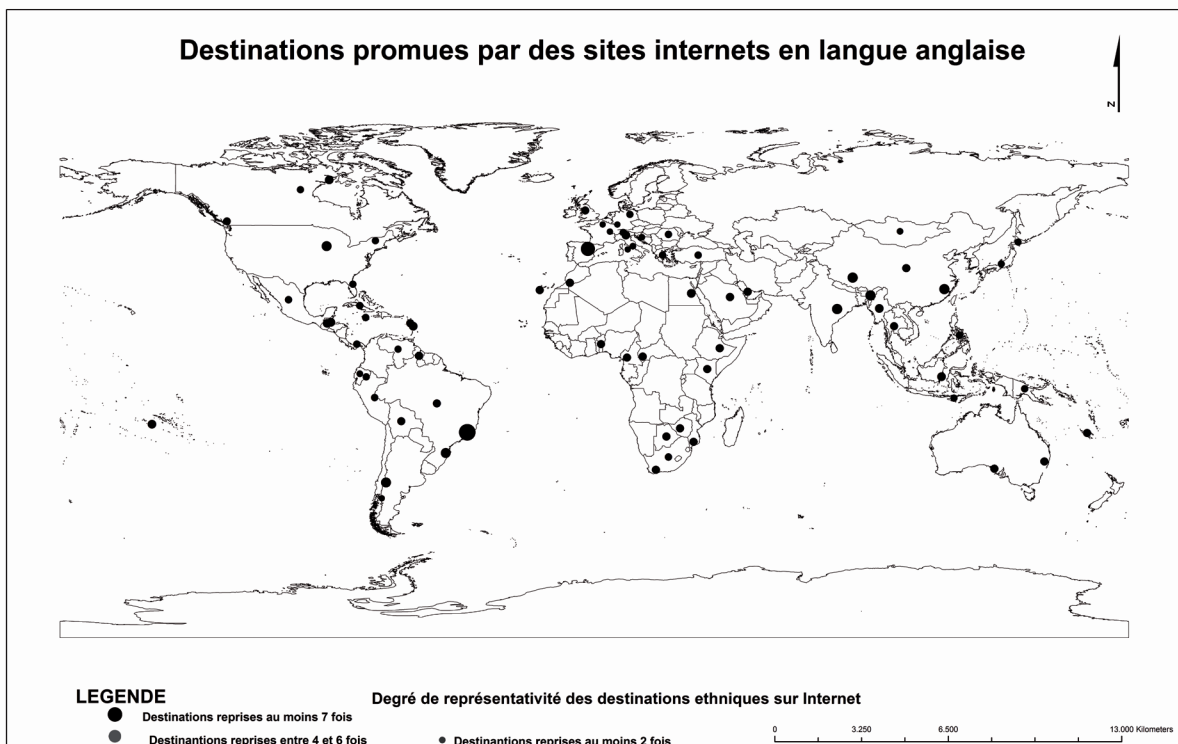 Destinations promues par des sites internets en langue anglaise
N
LEGENDE
Degré de représentativité des destinations ethniques sur Internet
Destinations reprises au moins 7 fois
Destinantions reprises entre 4 et 6 fois
Destinantions reprises au moins 2 fois
0 3.250 6.500 13.000 Kilometers